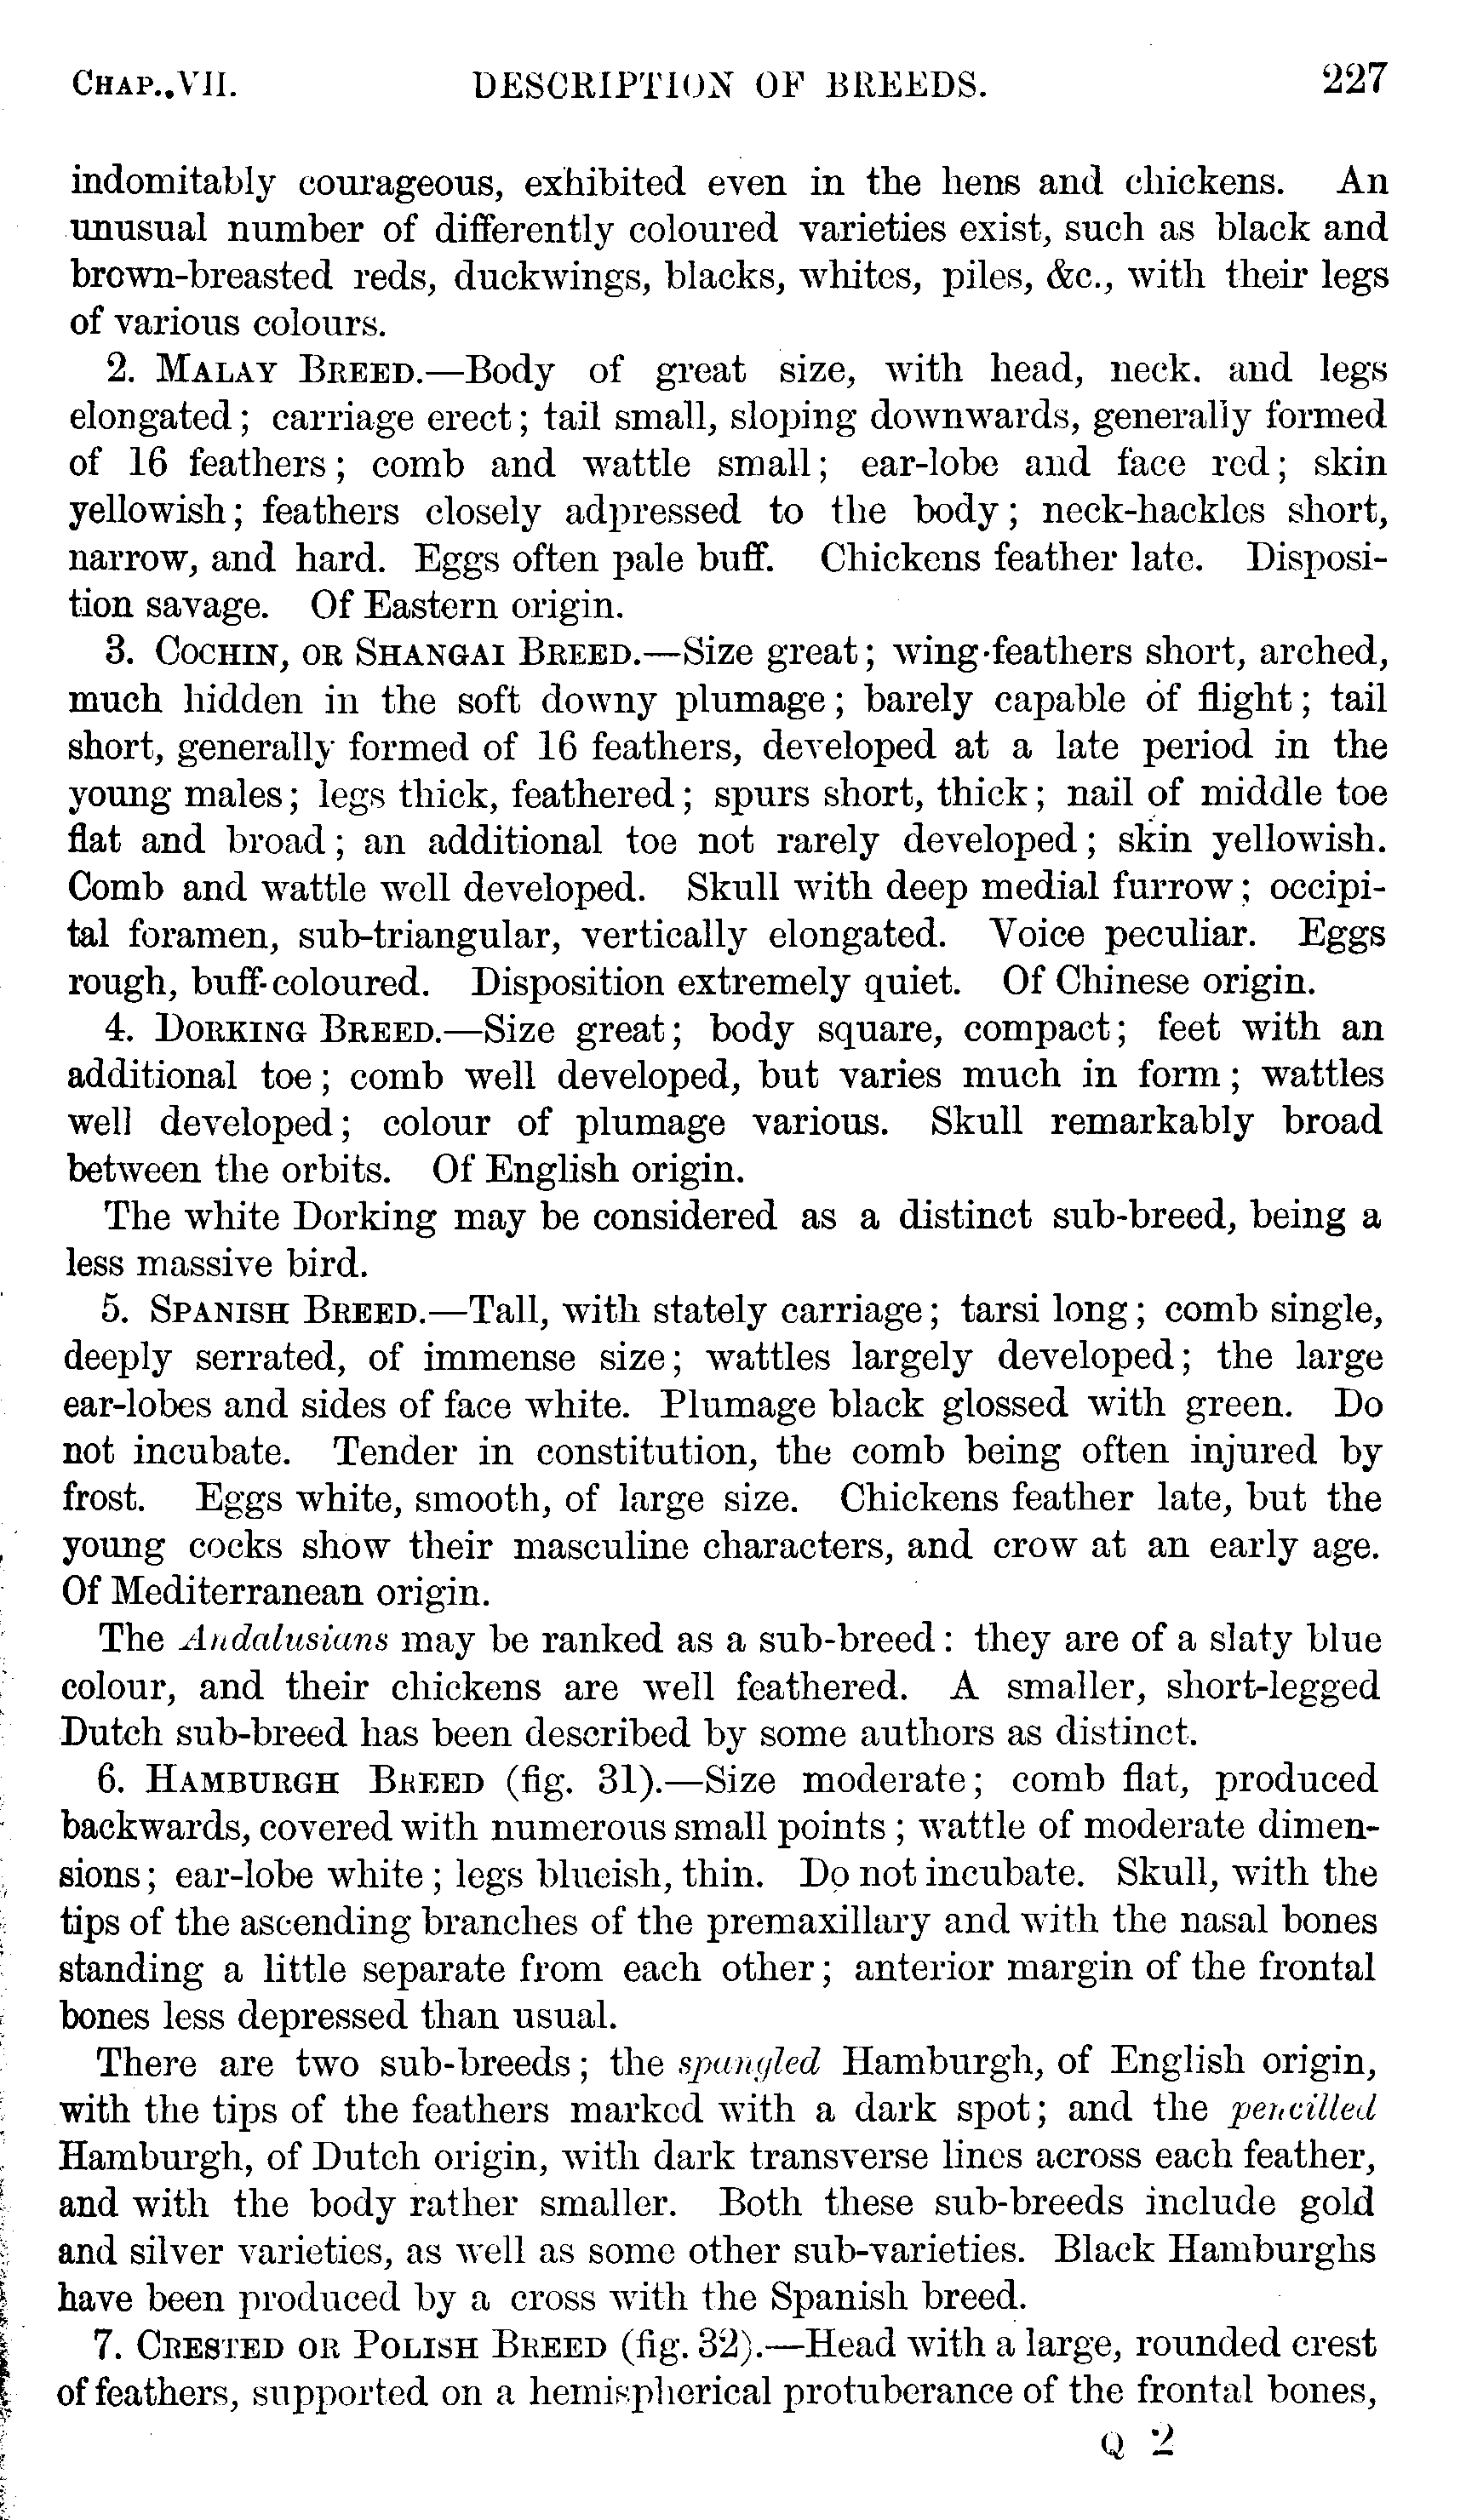 CHAP. VII. DESCRIPTION OF BREEDS. 227
indomitably courageous, exhibited even in the hens and chickens. An
unusual number of differently coloured varieties exist, such as black and
brown-breasted reds, duckwings, blacks, whites, piles, &c., with their legs
of various colours.
2. MALAY BREED.—Body of great size, with head, neck. and legs
elongated; carriage erect; tail small, sloping downwards, generally formed
of 16 feathers; comb and wattle small; ear-lobe and face red; skin
yellowish; feathers closely adpressed to the body; neck-hackles short,
narrow, and hard. Eggs often pale buff. Chickens feather late. Disposi-
tion savage. Of Eastern origin.
3. COCHIN, OR SHANGAI BREED.—Size great; wing-feathers short, arched,
much hidden in the soft downy plumage; barely capable of flight; tail
short, generally formed of 16 feathers, developed at a late period in the
young males; legs thick, feathered; spurs short, thick; nail of middle toe
flat and broad; an additional toe not rarely developed; skin yellowish.
Comb and wattle well developed. Skull with deep medial furrow; occipi-
tal foramen, sub-triangular, vertically elongated. Voice peculiar. Eggs
rough, buff-coloured. Disposition extremely quiet. Of Chinese origin.
4. DORKING BREED.—Size great; body square, compact; feet with an
additional toe; comb well developed, but varies much in form; wattles
well developed; colour of plumage various. Skull remarkably broad
between the orbits. Of English origin.
The white Dorking may be considered as a distinct sub-breed, being a
less massive bird.
5. SPANISH BREED.—Tall, with stately carriage; tarsi long; comb single,
deeply serrated, of immense size; wattles largely developed; the large
ear-lobes and sides of face white. Plumage black glossed with green. Do
not incubate. Tender in constitution, the comb being often injured by
frost. Eggs white, smooth, of large size. Chickens feather late, but the
young cocks show their masculine characters, and crow at an early age.
Of Mediterranean origin.
The Andalusians may be ranked as a sub-breed: they are of a slaty blue
colour, and their chickens are well feathered. A smaller, short-legged
Dutch sub-breed has been described by some authors as distinct.
6. HAMBURGH BREED (fig. 31).—Size moderate; comb flat, produced
backwards, covered with numerous small points; wattle of moderate dimen-
sions; ear-lobe white; legs blueish, thin. Do not incubate. Skull, with the
tips of the ascending branches of the premaxillary and with the nasal bones
standing a little separate from each other; anterior margin of the frontal
bones less depressed than usual.
There are two sub-breeds; the spangled Hamburgh, of English origin,
with the tips of the feathers marked with a dark spot; and the pencilled
Hamburgh, of Dutch origin, with dark transverse lines across each feather,
and with the body rather smaller. Both these sub-breeds include gold
and silver varieties, as well as some other sub-varieties. Black Hamburghs
have been produced by a cross with the Spanish breed.
7. CRESTED OR POLISH BREED (fig. 32).—Head with a large, rounded crest
of feathers, supported on a hemispherical protuberance of the frontal bones,
Q 2